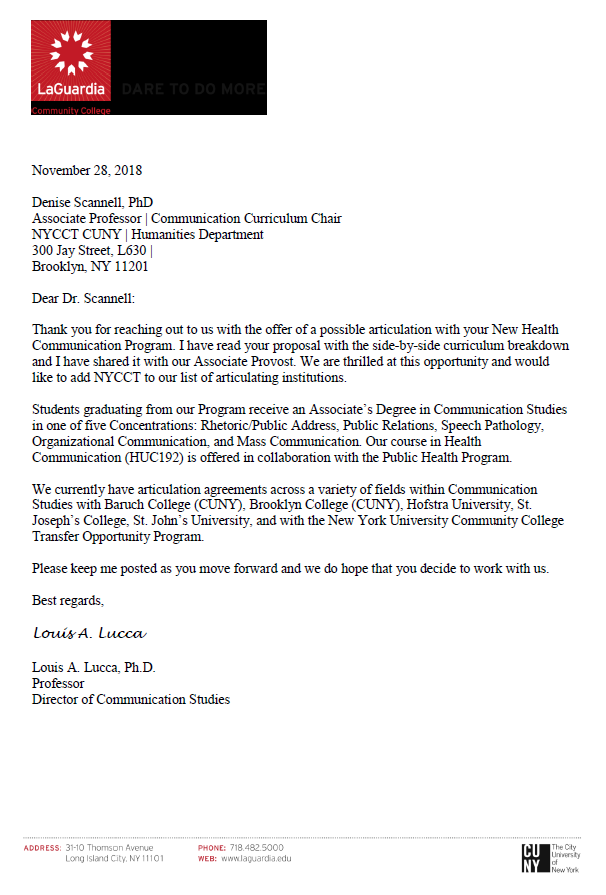 LaGuardia
DARE TO DO MORE
Community College
November 28, 2018
Denise Scannell, PhD
Associate Professor | Communication Curriculum Chair
NYCCT CUNY | Humanities Department
300 Jay Street, L630 |
Brooklyn, NY 11201
Dear Dr. Scannell:
Thank you for reaching out to us with the offer of a possible articulation with your New Health
Communication Program. I have read your proposal with the side-by-side curriculum breakdown
and I have shared it with our Associate Provost. We are thrilled at this opportunity and would
like to add NYCCT to our list of articulating institutions.
Students graduating from our Program receive an Associate's Degree in Communication Studies
in one of five Concentrations: Rhetoric/Public Address, Public Relations, Speech Pathology,
Organizational Communication, and Mass Communication. Our course in Health
Communication (HUC192) is offered in collaboration with the Public Health Program.
We currently have articulation agreements across a variety of fields within Communication
Studies with Baruch College (CUNY), Brooklyn College (CUNY), Hofstra University, St.
Joseph's College, St. John's University, and with the New York University Community College
Transfer Opportunity Program.
Please keep me posted as you move forward and we do hope that you decide to work with us.
Best regards,
Louis A. Lucca
Louis A. Lucca, Ph.D.
Professor
Director of Communication Studies
ADDRESS: 31-10 Thomson Avenue
Long Island City, NY 11101
PHONE: 718.482.5000
WEB: www.laguardia.edu
CU
NY
The City
University
of
New York